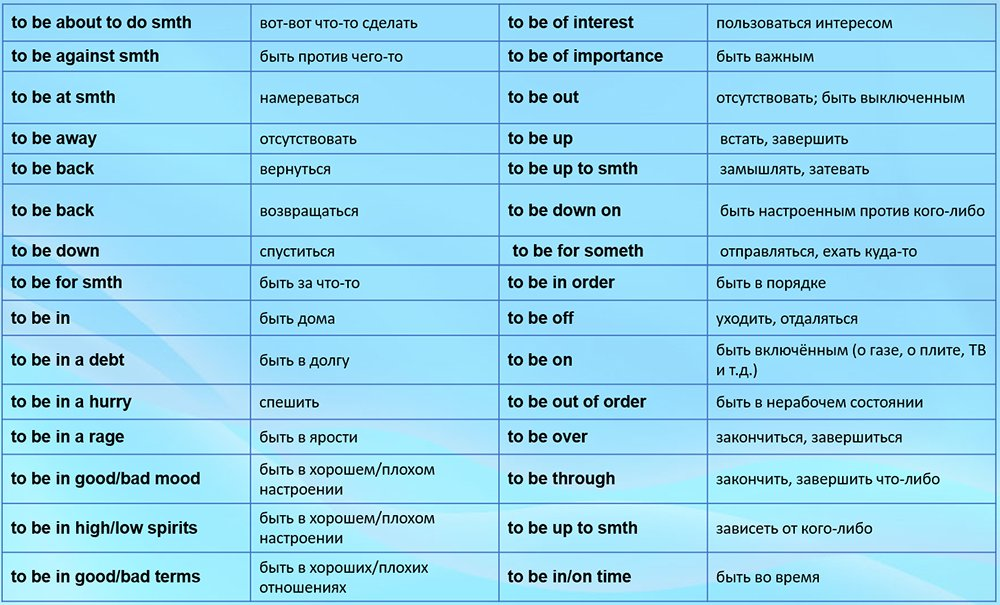 to be about to do smth вот-вот что-то сделать to be of interest пользоваться интересом
to be against smth быть против чего-то to be of importance быть важным
to be at smth намереваться to be out отсутствовать; быть выключенным
to be away отсутствовать to be up встать, завершить
to be back вернуться to be up to smth замышлять, затевать
to be back возвращаться to be down on быть настроенным против кого-либо
to be down спуститься to be for someth отправляться, ехать куда-то
to be for smth быть за что-то to be in order быть в порядке
to be in быть дома to be off уходить, отдаляться
to be in a debt быть в долгу to be on быть включённым (о газе, о плите, ТВ
и т.д.)
to be in a hurry спешить to be out of order быть в нерабочем состоянии
to be in a rage быть в ярости to be over закончиться, завершиться
to be in good/bad mood быть в хорошем/плохом
настроении to be through закончить, завершить что-либо
to be in high/low spirits быть в хорошем/плохом
настроении to be up to smth зависеть от кого-либо
to be in good/bad terms быть в хороших/плохих
отношениях to be in/on time быть во время